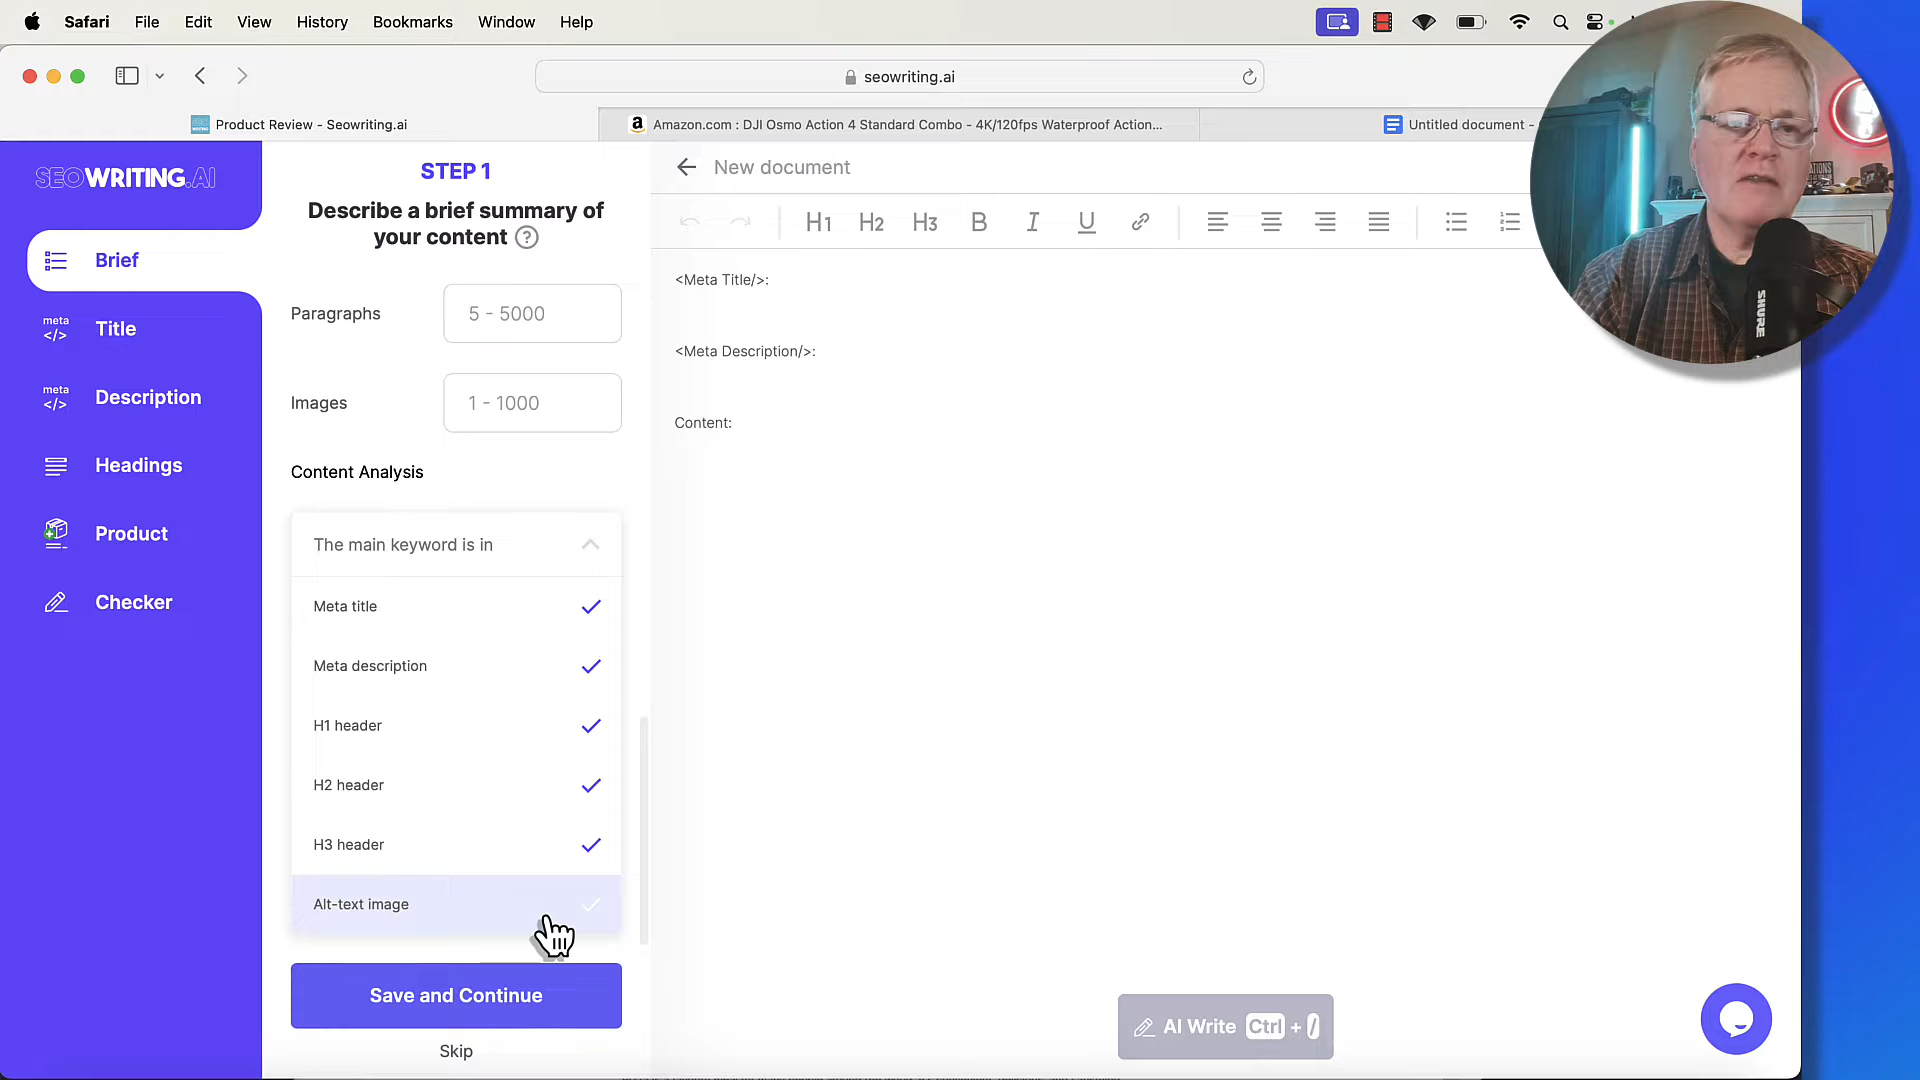 Safari File Edit View History Bookmarks Window Help
seowriting.ai
Product Review - Seowriting.ai
Amazon.com : DJI Osmo Action 4 Standard Combo - 4K/120fps Waterproof Action...
Untitled document -
SEOWRITING.AI
Brief
meta </> Title
meta </> Description
Headings
Product
Checker
STEP 1
Describe a brief summary of
your content ?
Paragraphs 5 - 5000
Images 1 - 1000
Content Analysis
The main keyword is in
Meta title
Meta description
H1 header
H2 header
H3 header
Alt-text image
Save and Continue
Skip
New document
H1 H2 H3 B I U
<Meta Title/>:
<Meta Description/>:
Content:
AI Write Ctrl + /
SHURE